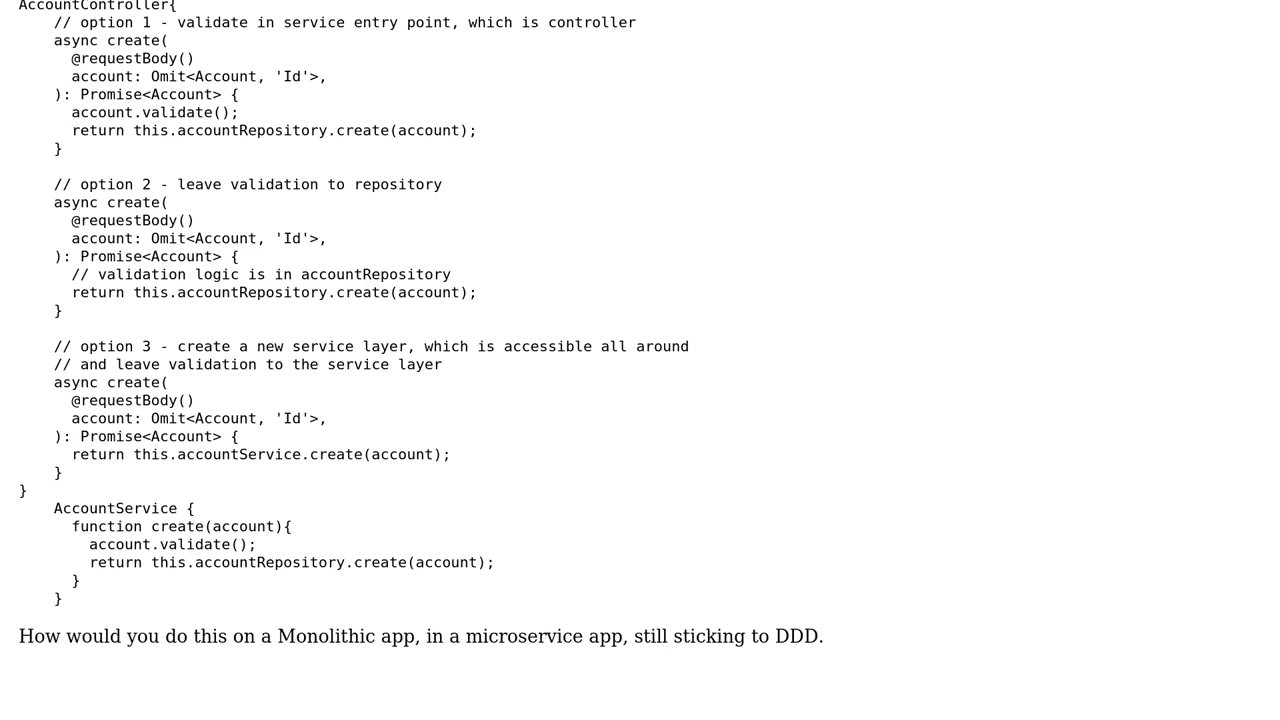 AccountController{
    // option 1 - validate in service entry point, which is controller
    async create(
      @requestBody()
      account: Omit<Account, 'Id'>,
    ): Promise<Account> {
      account.validate();
      return this.accountRepository.create(account);
    }

    // option 2 - leave validation to repository
    async create(
      @requestBody()
      account: Omit<Account, 'Id'>,
    ): Promise<Account> {
      // validation logic is in accountRepository
      return this.accountRepository.create(account);
    }

    // option 3 - create a new service layer, which is accessible all around
    // and leave validation to the service layer
    async create(
      @requestBody()
      account: Omit<Account, 'Id'>,
    ): Promise<Account> {
      return this.accountService.create(account);
    }
}
    AccountService {
      function create(account){
        account.validate();
        return this.accountRepository.create(account);
      }
    }
How would you do this on a Monolithic app, in a microservice app, still sticking to DDD.